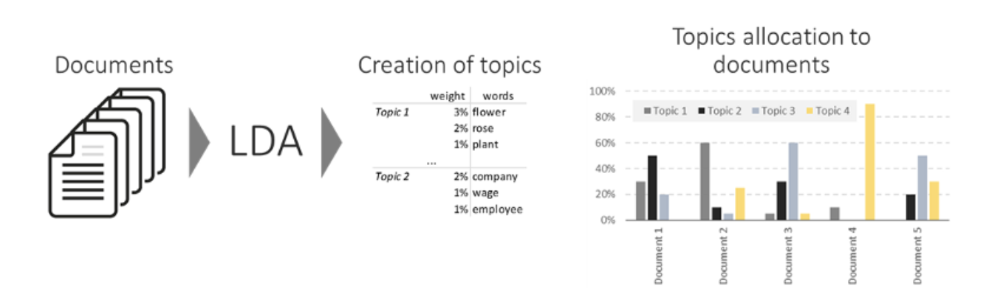 Documents
LDA
Creation of topics
weight words
Topic 1 3% flower
2% rose
1% plant
...
Topic 2 2% company
1% wage
1% employee
Topics allocation to
documents
100%
80%
60%
40%
20%
0%
Topic 1 Topic 2 Topic 3 Topic 4
Document 1
Document 2
Document 3
Document 4
Document 5